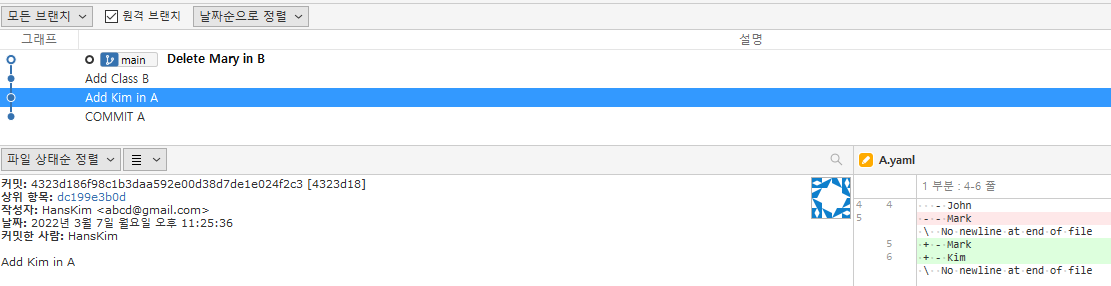 모든 브랜치 원격 브랜치 날짜순으로 정렬
그래프 설명
main Delete Mary in B
Add Class B
Add Kim in A
COMMIT A
파일 상태순 정렬
커밋: 4323d186f98c1b3daa592e00d38d7de1e024f2c3 [4323d18]
상위 항목: dc199e3b0d
작성자: HansKim <abcd@gmail.com>
날짜: 2022년 3월 7일 월요일 오후 11:25:36
커밋한 사람: HansKim
Add Kim in A
A.yaml
1 부분 : 4-6 줄
4 4 - John
5 - - Mark
\ No newline at end of file
5 + - Mark
6 + - Kim
\ No newline at end of file